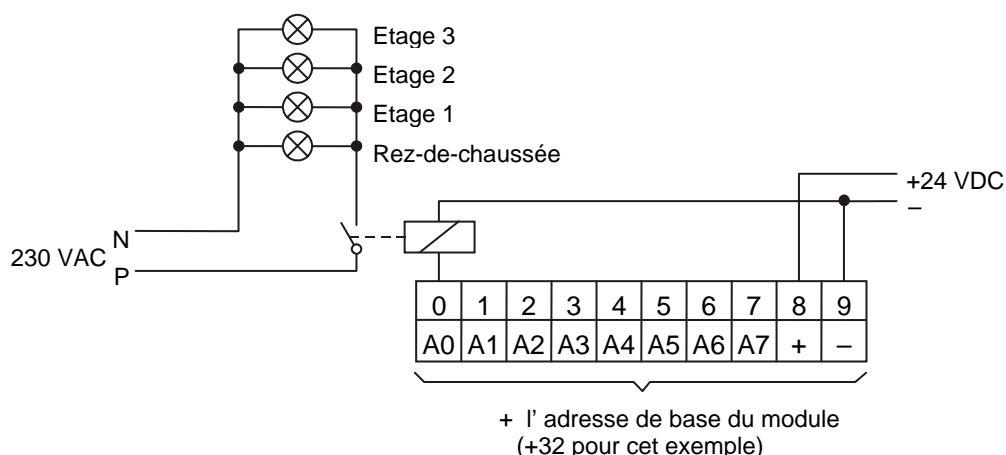 Etage 3
Etage 2
Etage 1
Rez-de-chaussée
+24 VDC
–
230 VAC
N
P
0 1 2 3 4 5 6 7 8 9
A0 A1 A2 A3 A4 A5 A6 A7 + –
+ l' adresse de base du module
(+32 pour cet exemple)